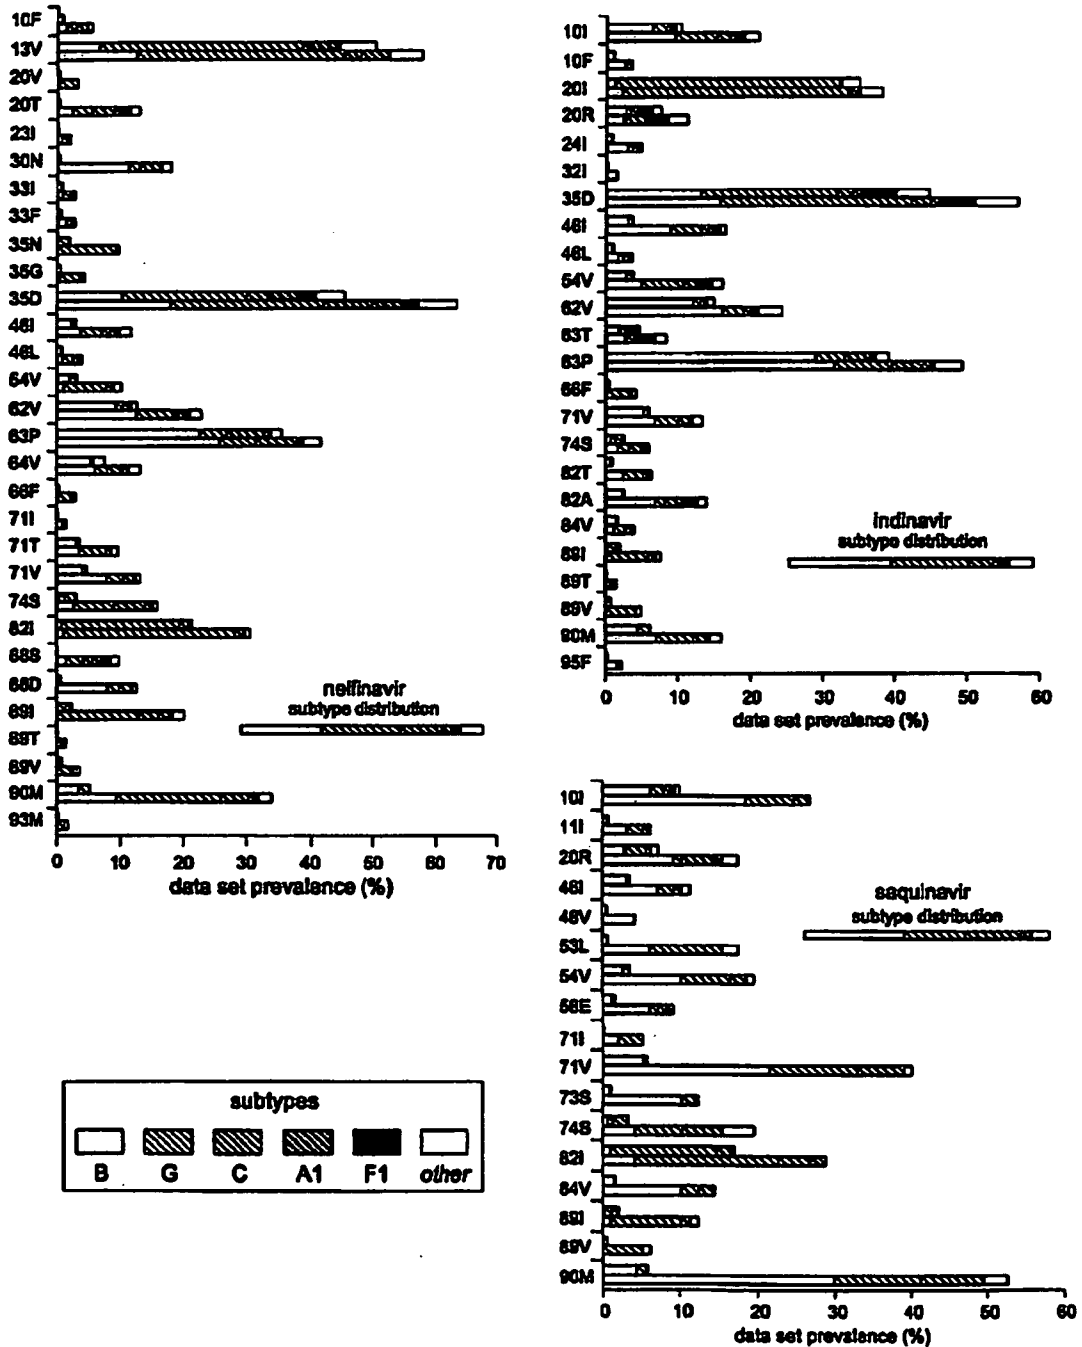 10F
13V
20V
20T
23I
30N
33I
33F
35N
35G
35D
46I
46L
54V
62V
63P
64V
66F
71I
71T
71V
74S
82I
88S
88D
89I
89T
89V
90M
93M
nelfinavir
subtype distribution
0 10 20 30 40 50 60 70
data set prevalence (%)
10I
10F
20I
20R
24I
32I
35D
46I
46L
54V
62V
63T
63P
66F
71V
74S
82T
82A
84V
89I
89T
89V
90M
95F
indinavir
subtype distribution
0 10 20 30 40 50 60
data set prevalence (%)
10I
11I
20R
46I
48V
53L
54V
58E
71I
71V
73S
74S
82I
84V
89I
89V
90M
saquinavir
subtype distribution
0 10 20 30 40 50 60
data set prevalence (%)
subtypes
B G C A1 F1 other